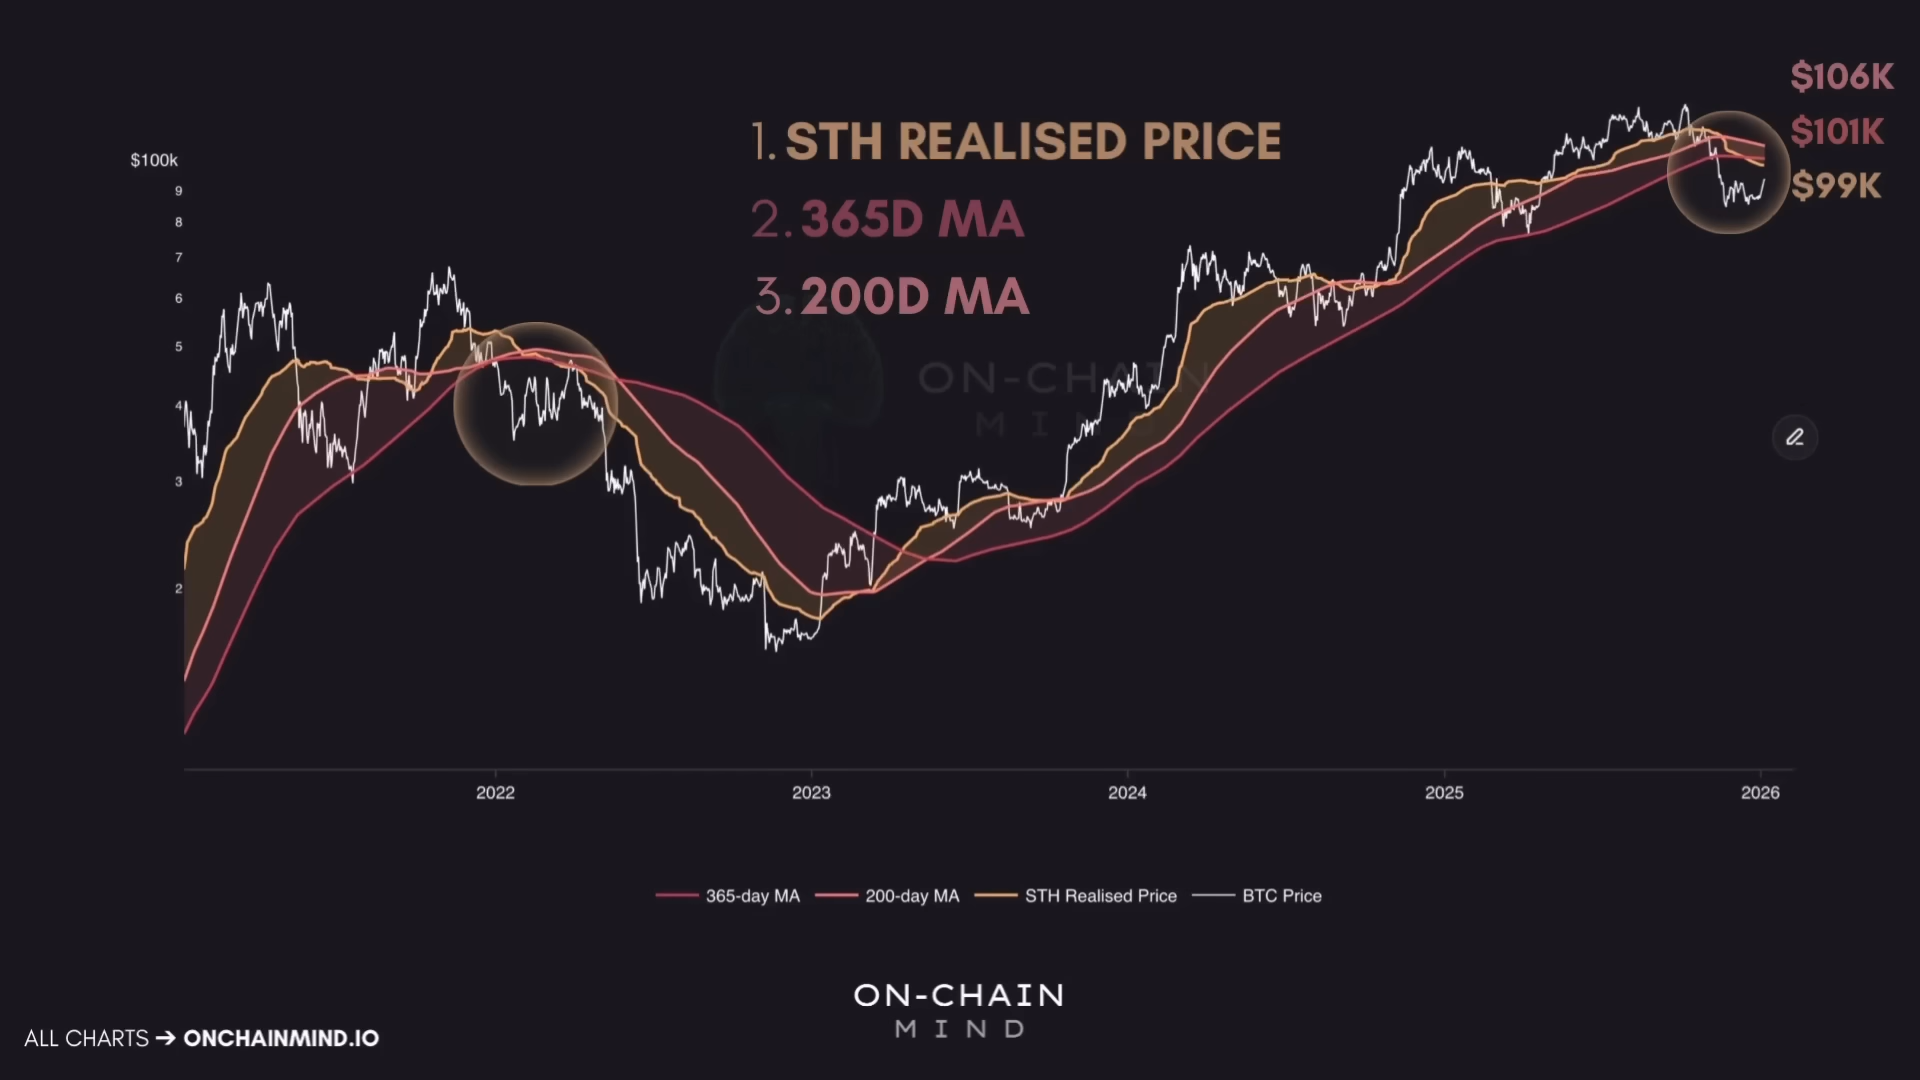 $106K
1. STH REALISED PRICE
$101K
$100k
9
$99K
2. 365D MA
8
7
3. 200D MA
6
5
ON-CHAIN
MIND
4
3
2
2022
2023
2024
2025
2026
365-day MA
200-day MA
STH Realised Price
BTC Price
ON-CHAIN
MIND
ALL CHARTS → ONCHAINMIND.IO